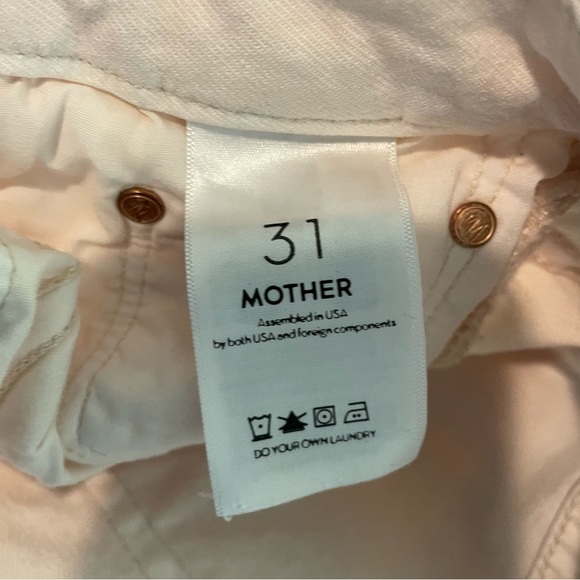 31
MOTHER
Assembled in USA
by both USA and foreign components
DO YOUR OWN LAUNDRY